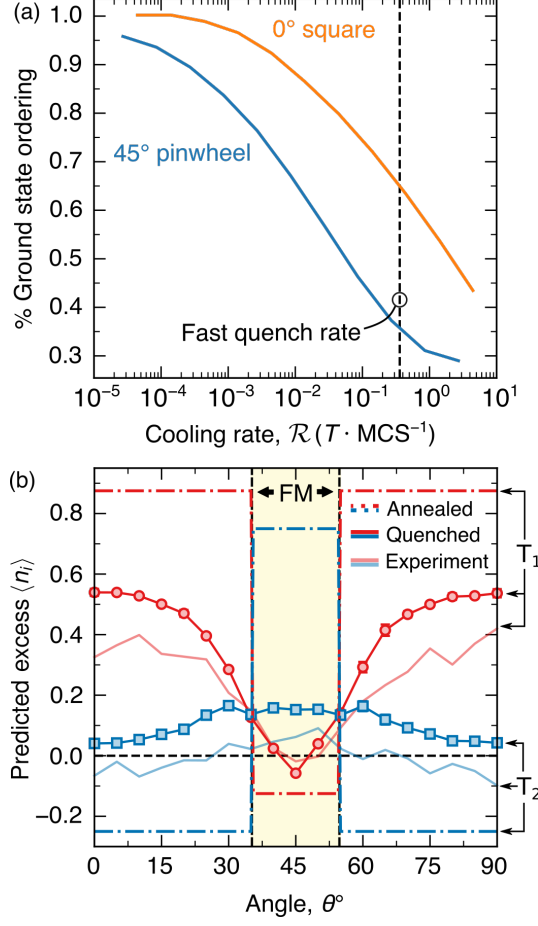 (a)
1.0
0.9
0.8
0.7
0.6
0.5
0.4
0.3
% Ground state ordering
0° square
45° pinwheel
Fast quench rate
10⁻⁵ 10⁻⁴ 10⁻³ 10⁻² 10⁻¹ 10⁰ 10¹
Cooling rate, ℛ (T · MCS⁻¹)
(b)
0.8
0.6
0.4
0.2
0.0
−0.2
Predicted excess ⟨nᵢ⟩
FM
Annealed
Quenched
Experiment
T₁
T₂
0 15 30 45 60 75 90
Angle, θ°